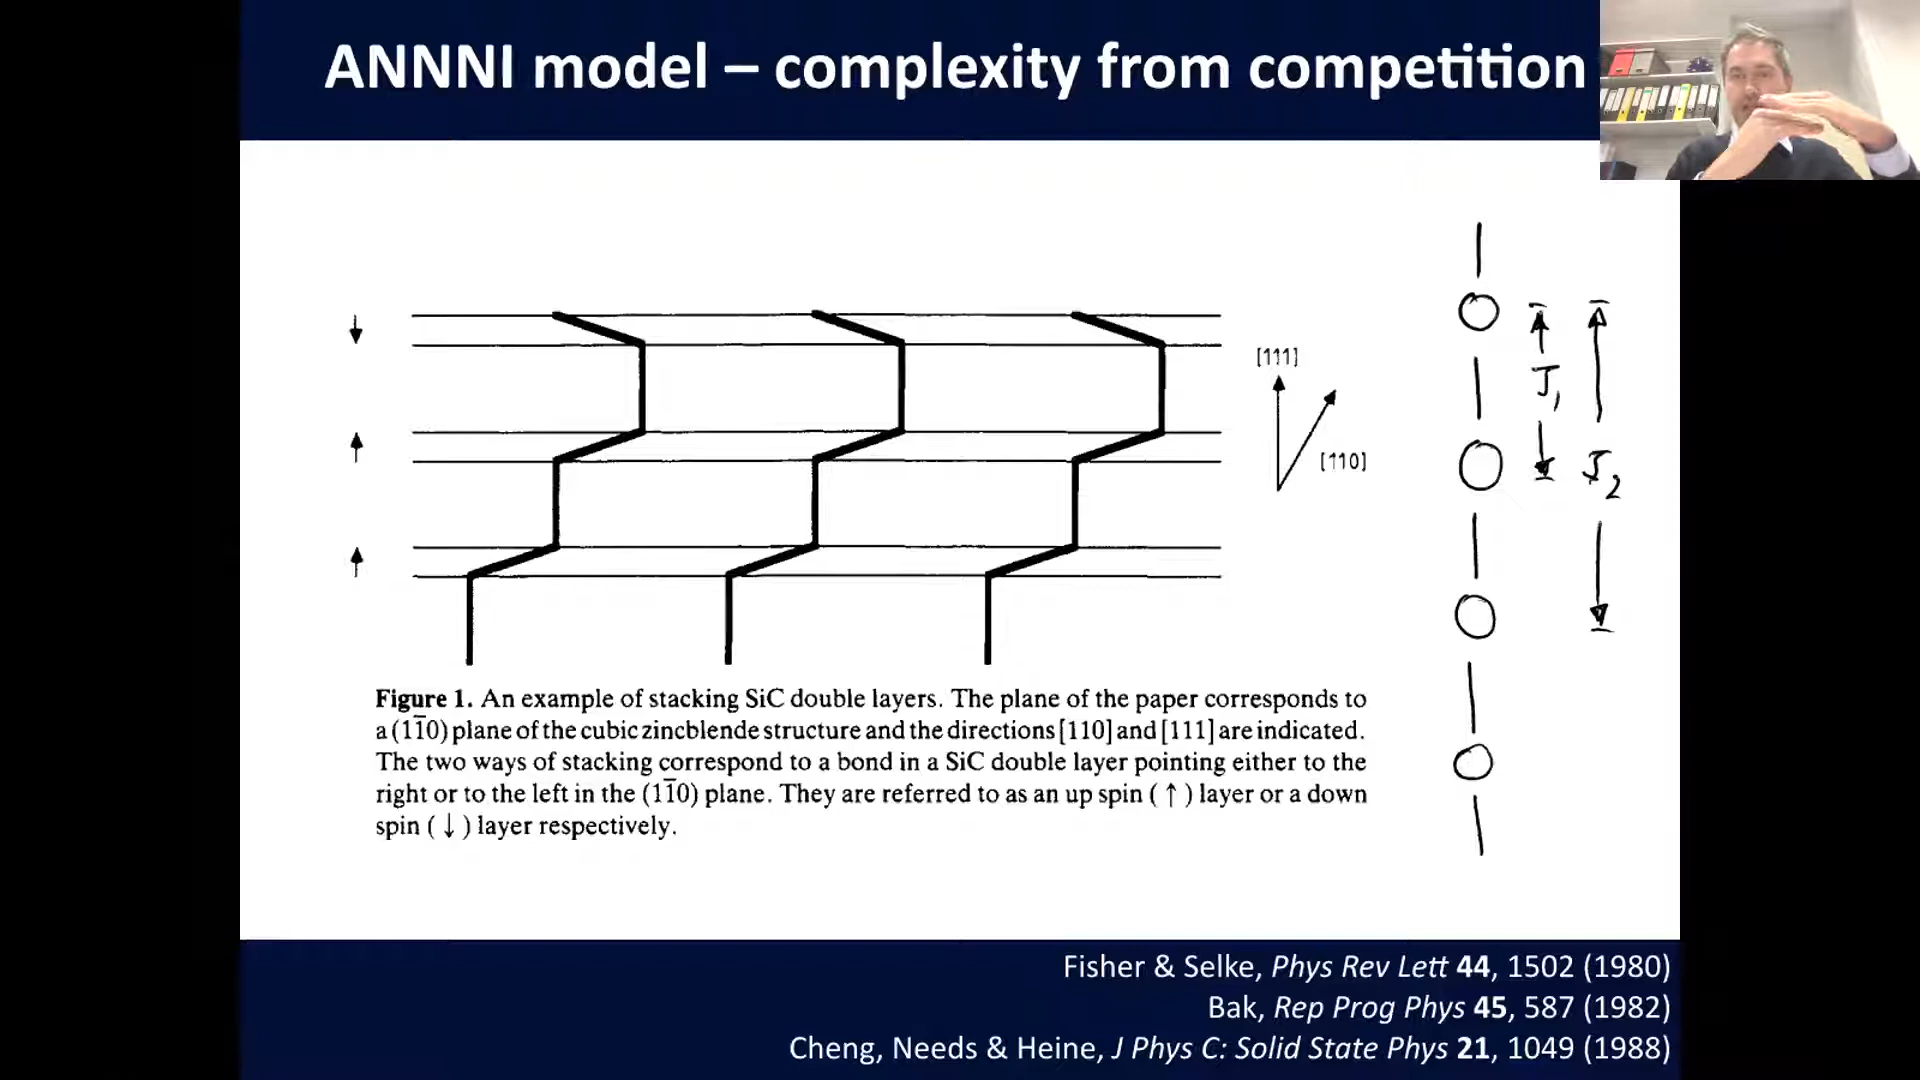 ANNNI model – complexity from competition
↓
↑
↑
[111]
[110]
J1
J2
Figure 1. An example of stacking SiC double layers. The plane of the paper corresponds to
a (11̅0) plane of the cubic zincblende structure and the directions [110] and [111] are indicated.
The two ways of stacking correspond to a bond in a SiC double layer pointing either to the
right or to the left in the (11̅0) plane. They are referred to as an up spin (↑) layer or a down
spin (↓) layer respectively.
Fisher & Selke, Phys Rev Lett 44, 1502 (1980)
Bak, Rep Prog Phys 45, 587 (1982)
Cheng, Needs & Heine, J Phys C: Solid State Phys 21, 1049 (1988)